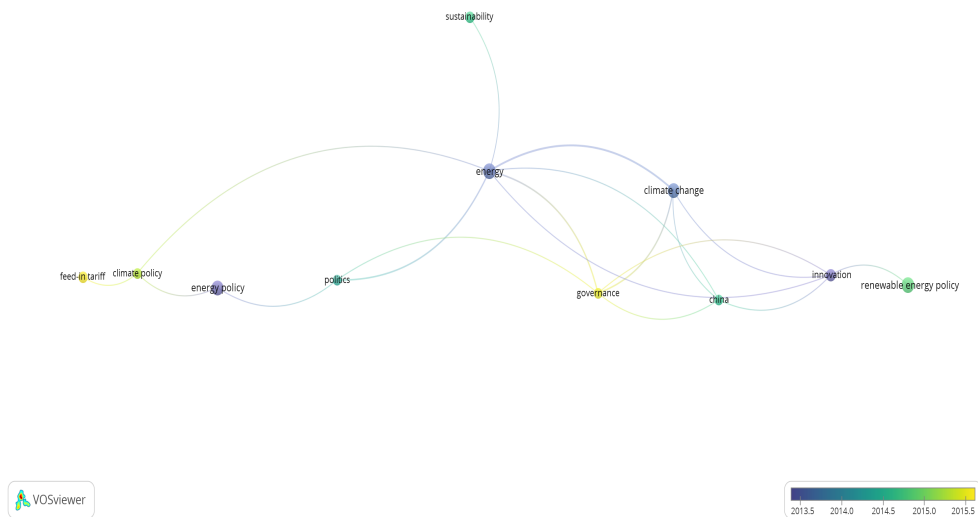 sustainability
energy
climate change
feed-in tariff
climate policy
energy policy
politics
governance
china
innovation
renewable energy policy
VOSviewer
2013.5 2014.0 2014.5 2015.0 2015.5